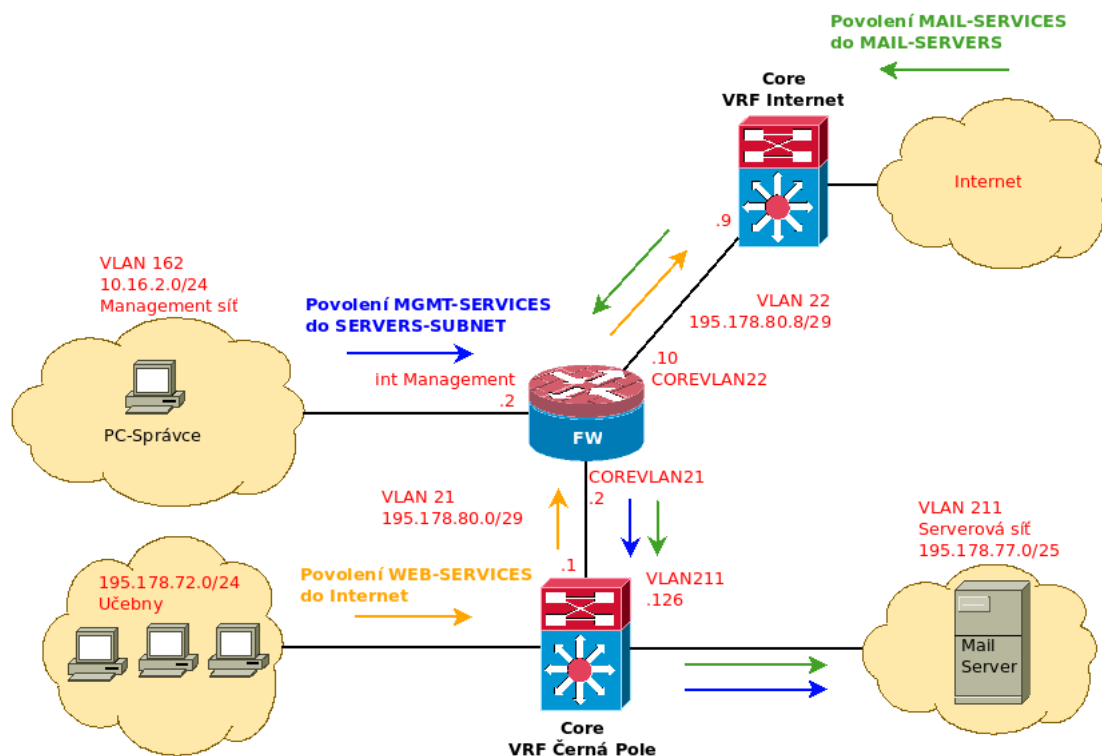 Povolení MAIL-SERVICES
do MAIL-SERVERS
Core
VRF Internet
Internet
.9
VLAN 162
10.16.2.0/24
Management síť
Povolení MGMT-SERVICES
do SERVERS-SUBNET
VLAN 22
195.178.80.8/29
.10
COREVLAN22
int Management
.2
PC-Správce
FW
COREVLAN21
.2
VLAN 21
195.178.80.0/29
VLAN 211
Serverová síť
195.178.77.0/25
.1
VLAN211
.126
195.178.72.0/24
Učebny
Povolení WEB-SERVICES
do Internet
Mail
Server
Core
VRF Černá Pole